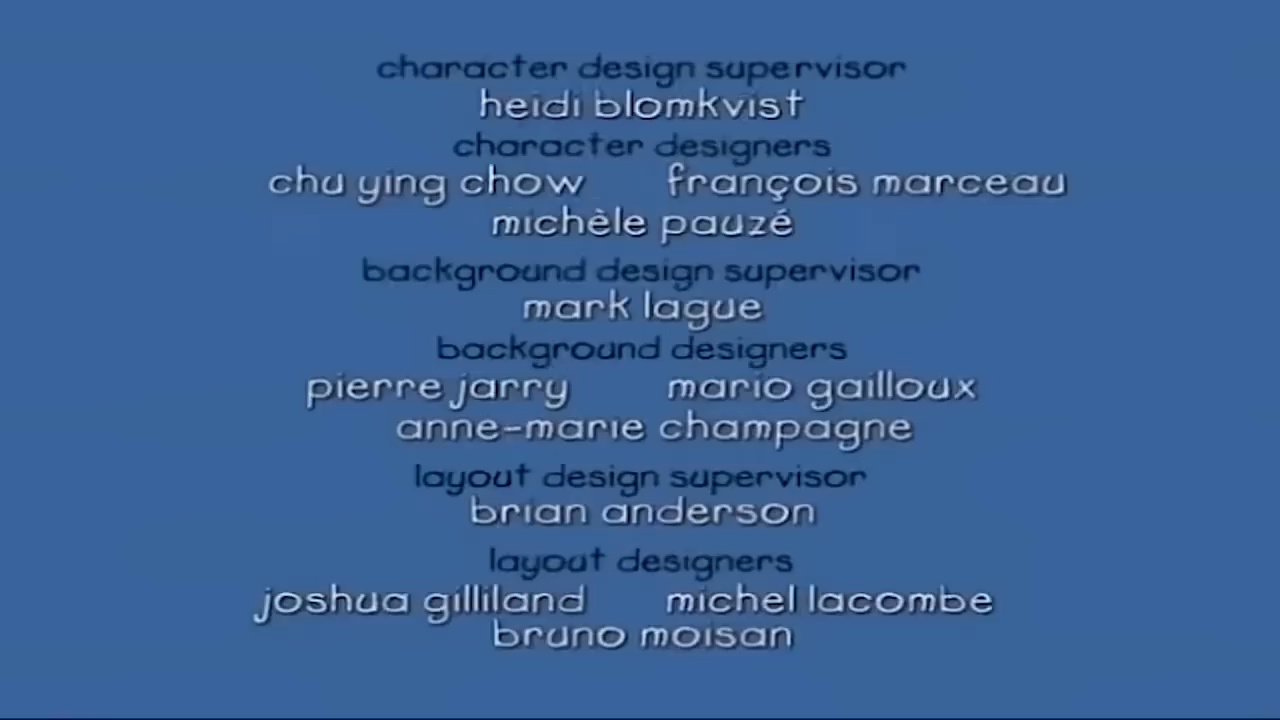 character design supervisor
heidi blomkvist
character designers
chu ying chow françois marceau
michèle pauzé
background design supervisor
mark lague
background designers
pierre jarry mario gailloux
anne-marie champagne
layout design supervisor
brian anderson
layout designers
joshua gilliland michel lacombe
bruno moisan